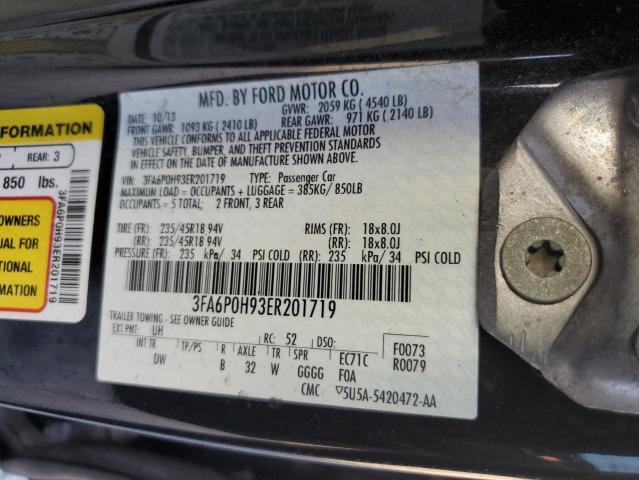 MFD. BY FORD MOTOR CO.
DATE: 10/13 GVWR: 2059 KG ( 4540 LB)
FRONT GAWR: 1093 KG ( 2410 LB) REAR GAWR: 971 KG ( 2140 LB)
THIS VEHICLE CONFORMS TO ALL APPLICABLE FEDERAL MOTOR
VEHICLE SAFETY, BUMPER, AND THEFT PREVENTION STANDARDS
IN EFFECT ON THE DATE OF MANUFACTURE SHOWN ABOVE.
VIN: 3FA6P0H93ER201719 TYPE: Passenger Car
MAXIMUM LOAD = OCCUPANTS + LUGGAGE = 385KG/ 850LB
OCCUPANTS = 5 TOTAL: 2 FRONT, 3 REAR
TIRE (FR): 235/45R18 94V RIMS (FR): 18x8.0J
(RR): 235/45R18 94V (RR): 18x8.0J
PRESSURE (FR): 235 kPa/ 34 PSI COLD (RR): 235 kPa/ 34 PSI COLD
3FA6P0H93ER201719
TRAILER TOWING - SEE OWNER GUIDE
EXT PNT: UH RC: 52 DSO: F0073
R0079
TP/PS R AXLE TR SPR EC71C
DW B 32 W GGGG F0A
CMC ▽5U5A-5420472-AA
FORMATION
REAR: 3
850 lbs.
OWNERS
UAL FOR
TIONAL
MATION
3FA6P0H93ER201719